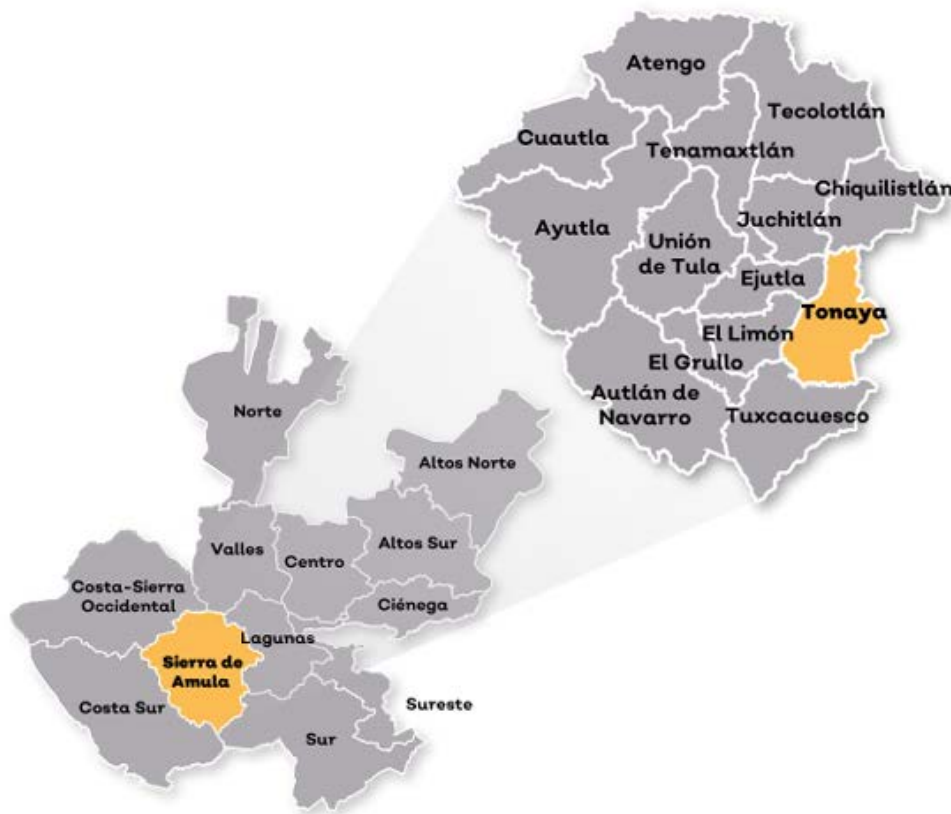 Atengo
Tecolotlán
Cuautla
Tenamaxtlán
Chiquilistlán
Juchitlán
Ayutla
Unión
de Tula
Ejutla
Tonaya
El Limón
El Grullo
Autlán de
Navarro
Tuxcacuesco
Norte
Altos Norte
Valles
Centro
Altos Sur
Costa-Sierra
Occidental
Ciénega
Lagunas
Sierra de
Amula
Costa Sur
Sureste
Sur